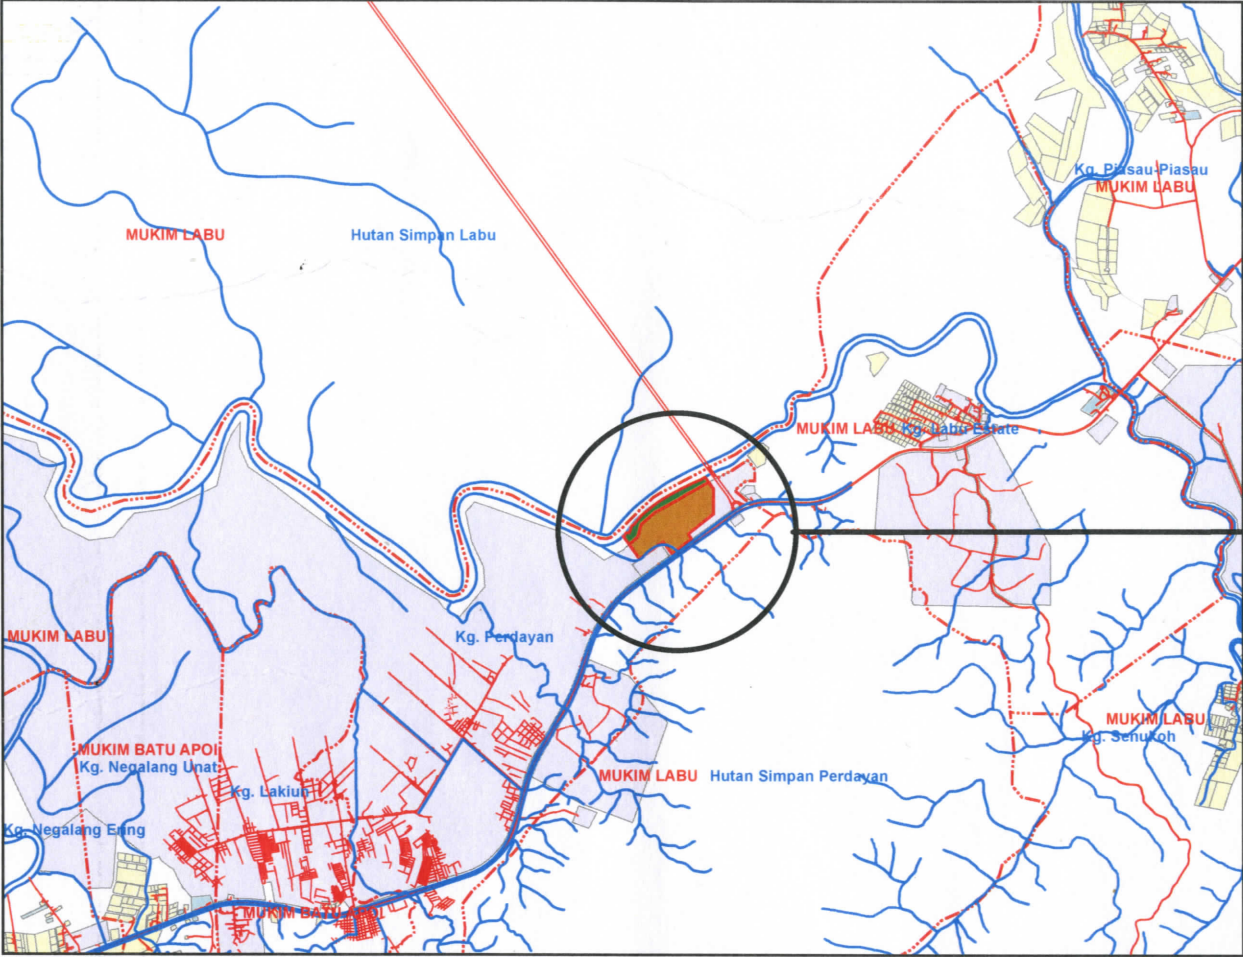 Kg. Piasau-Piasau
MUKIM LABU
MUKIM LABU
Hutan Simpan Labu
MUKIM LABU
Kg. Labu Estate
MUKIM LABU
Kg. Perdayan
MUKIM LABU
Kg. Senukoh
MUKIM BATU APOI
Kg. Negalang Unat
MUKIM LABU
Hutan Simpan Perdayan
Kg. Lakiun
Kg. Negalang Ering
MUKIM BATU APOI